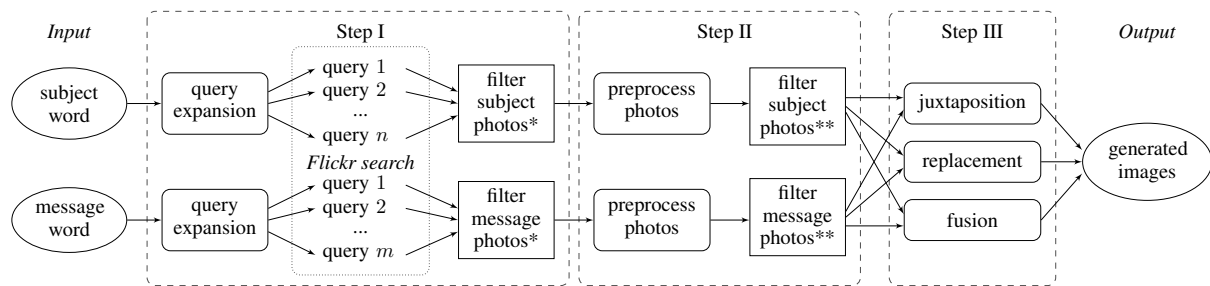 Input
Step I
Step II
Step III
Output
subject
word
query
expansion
query 1
query 2
...
query n
filter
subject
photos*
preprocess
photos
filter
subject
photos**
juxtaposition
replacement
fusion
generated
images
Flickr search
message
word
query
expansion
query 1
query 2
...
query m
filter
message
photos*
preprocess
photos
filter
message
photos**